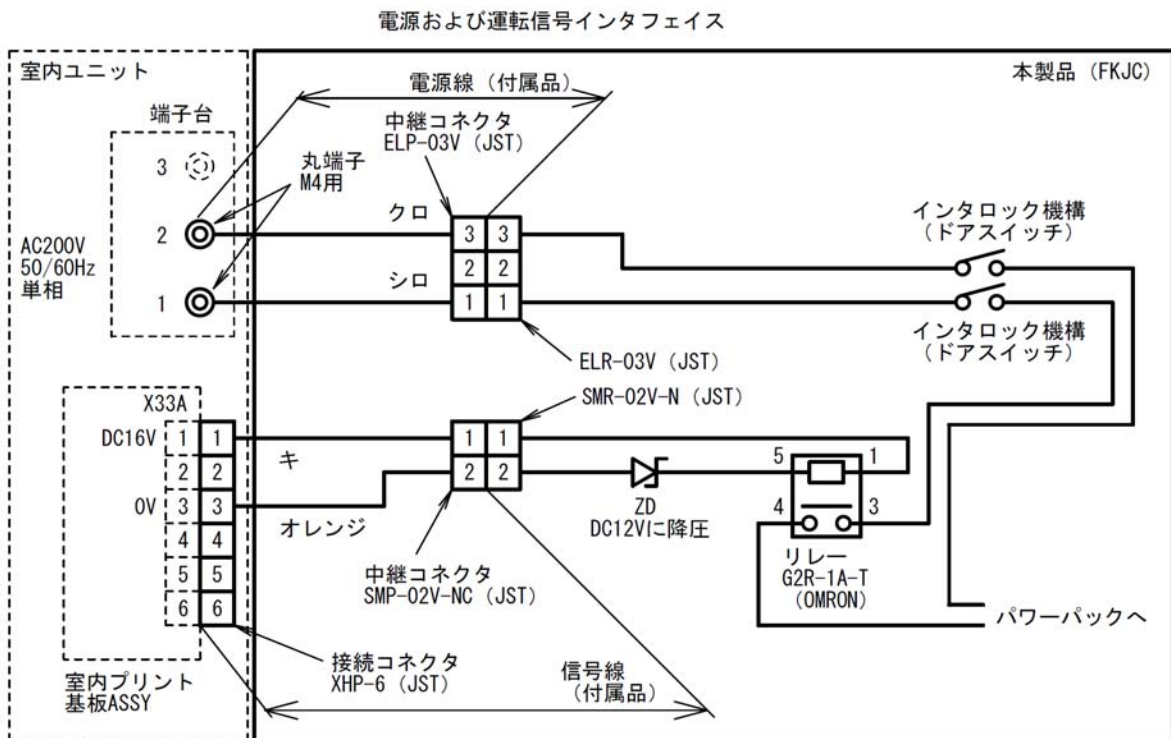 電源および運転信号インタフェイス
室内ユニット
本製品 (FKJC)
電源線 (付属品)
端子台
中継コネクタ
ELP-03V (JST)
3
丸端子
M4用
クロ
インタロック機構
(ドアスイッチ)
2
3 3
AC200V
50/60Hz
単相
2 2
シロ
1
1 1
インタロック機構
(ドアスイッチ)
ELR-03V (JST)
SMR-02V-N (JST)
X33A
DC16V
1 1
キ
1 1
5
1
2 2
2 2
0V
3 3
オレンジ
ZD
DC12Vに降圧
4
3
4 4
リレー
G2R-1A-T
(OMRON)
5 5
中継コネクタ
SMP-02V-NC (JST)
6 6
パワーパックへ
接続コネクタ
XHP-6 (JST)
信号線
(付属品)
室内プリント
基板ASSY